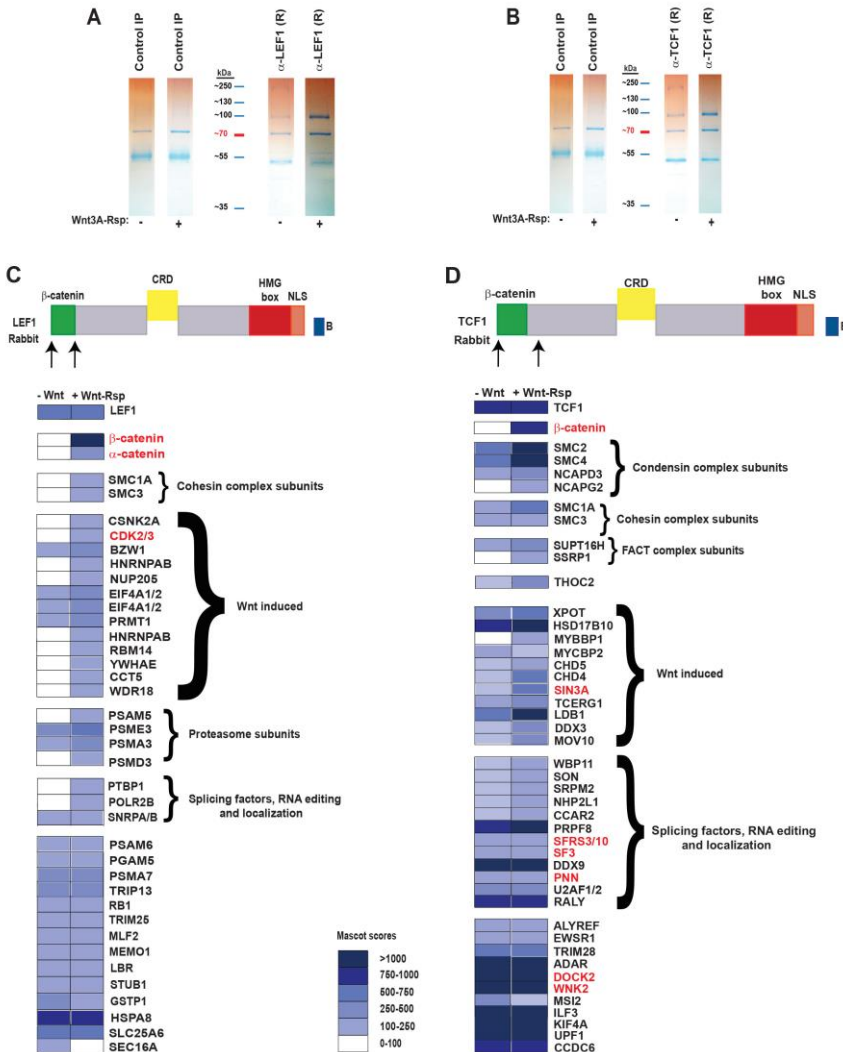 A
Control IP
Control IP
kDa
α-LEF1 (R)
α-LEF1 (R)
~250
~130
~100
~70
~55
~35
Wnt3A-Rsp:
-
+
-
+
B
Control IP
Control IP
kDa
α-TCF1 (R)
α-TCF1 (R)
~250
~130
~100
~70
~55
~35
Wnt3A-Rsp:
-
+
-
+
C
β-catenin
CRD
HMG
box
NLS
LEF1
Rabbit
B
- Wnt + Wnt-Rsp
LEF1
β-catenin
α-catenin
SMC1A
SMC3
Cohesin complex subunits
CSNK2A
CDK2/3
BZW1
HNRNPAB
NUP205
EIF4A1/2
EIF4A1/2
PRMT1
HNRNPAB
RBM14
YWHAE
CCT5
WDR18
Wnt induced
PSAM5
PSME3
PSMA3
PSMD3
Proteasome subunits
PTBP1
POLR2B
SNRPA/B
Splicing factors, RNA editing
and localization
PSAM6
PGAM5
PSMA7
TRIP13
RB1
TRIM25
MLF2
MEMO1
LBR
STUB1
GSTP1
HSPA8
SLC25A6
SEC16A
Mascot scores
>1000
750-1000
500-750
250-500
100-250
0-100
D
β-catenin
CRD
HMG
box
NLS
TCF1
Rabbit
- Wnt + Wnt-Rsp
TCF1
β-catenin
SMC2
SMC4
NCAPD3
NCAPG2
Condensin complex subunits
SMC1A
SMC3
Cohesin complex subunits
SUPT16H
SSRP1
FACT complex subunits
THOC2
XPOT
HSD17B10
MYBBP1
MYCBP2
CHD5
CHD4
SIN3A
TCERG1
LDB1
DDX3
MOV10
Wnt induced
WBP11
SON
SRPM2
NHP2L1
CCAR2
PRPF8
SFRS3/10
SF3
DDX9
PNN
U2AF1/2
RALY
Splicing factors, RNA editing
and localization
ALYREF
EWSR1
TRIM28
ADAR
DOCK2
WNK2
MSI2
ILF3
KIF4A
UPF1
CCDC6